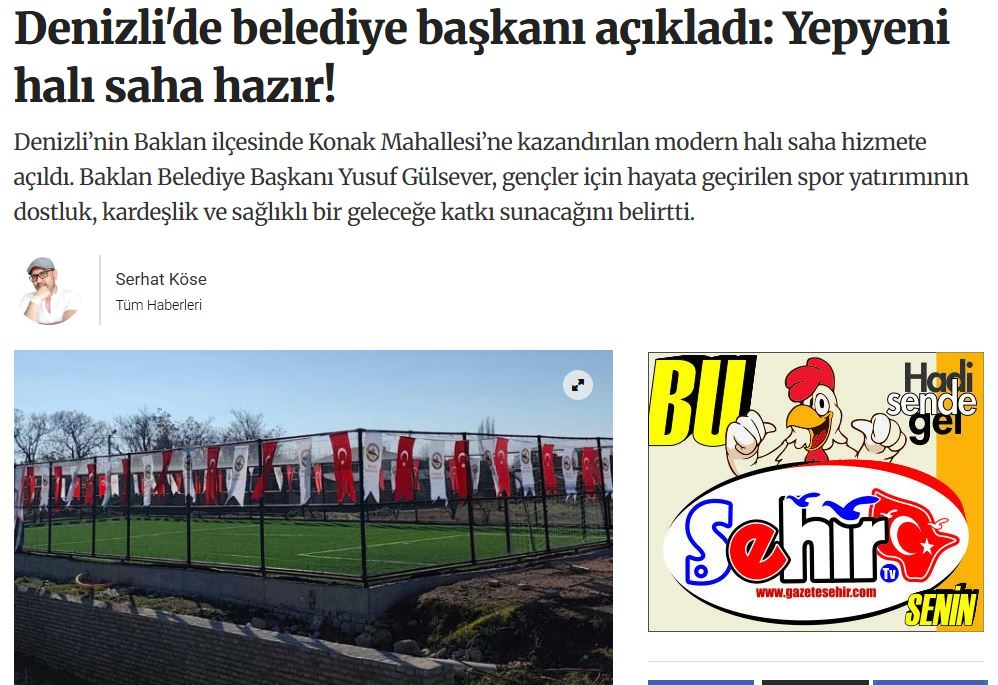 Denizli'de belediye başkanı açıkladı: Yepyeni
halı saha hazır!
Denizli’nin Baklan ilçesinde Konak Mahallesi’ne kazandırılan modern halı saha hizmete
açıldı. Baklan Belediye Başkanı Yusuf Gülsever, gençler için hayata geçirilen spor yatırımının
dostluk, kardeşlik ve sağlıklı bir geleceğe katkı sunacağını belirtti.
Serhat Köse
Tüm Haberleri
BU
Hadi
sende
gel
Sehir
Tv
www.gazetesehir.com
SENİN